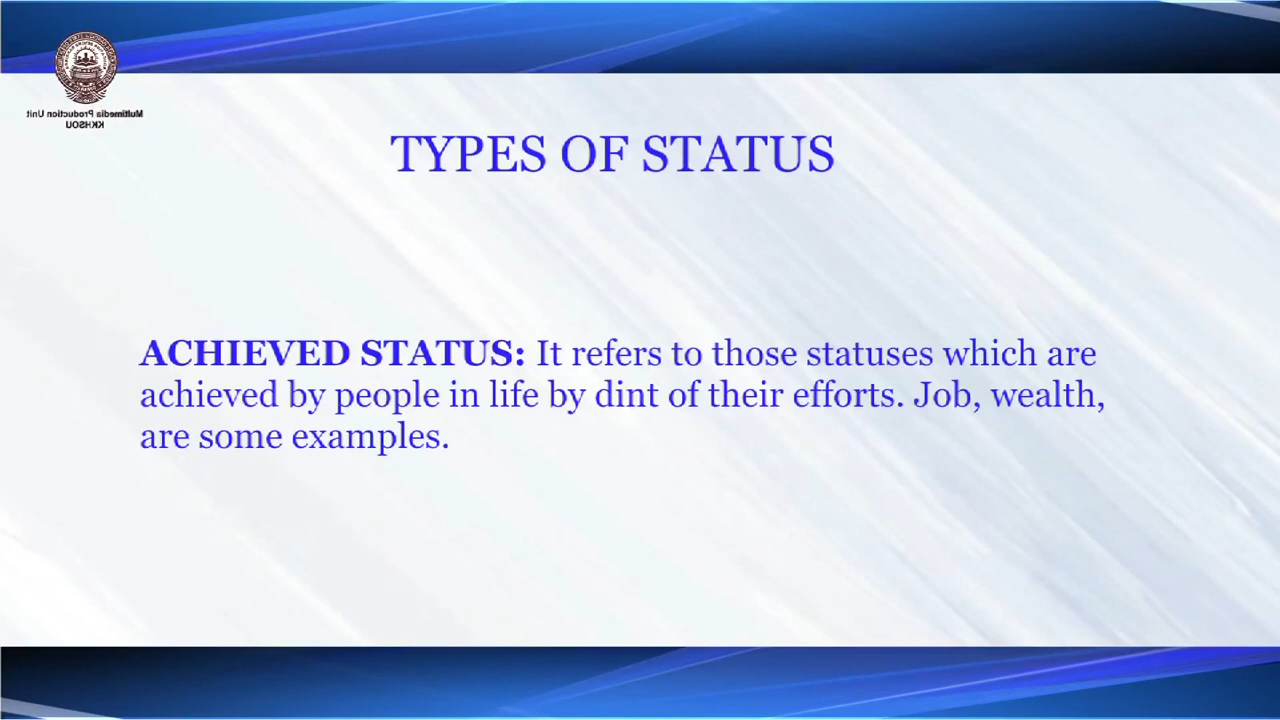 Multimedia Production Unit
KKHSOU
TYPES OF STATUS
ACHIEVED STATUS: It refers to those statuses which are
achieved by people in life by dint of their efforts. Job, wealth,
are some examples.